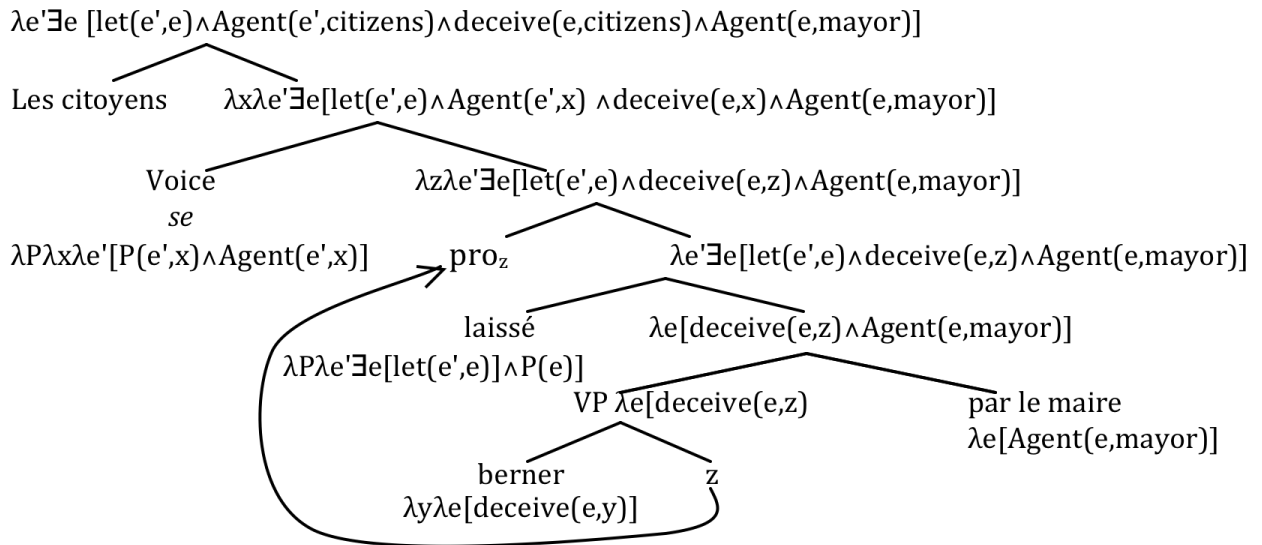 λe'∃e [let(e',e)∧Agent(e',citizens)∧deceive(e,citizens)∧Agent(e,mayor)]
Les citoyens λxλe'∃e[let(e',e)∧Agent(e',x) ∧deceive(e,x)∧Agent(e,mayor)]
Voice λzλe'∃e[let(e',e)∧deceive(e,z)∧Agent(e,mayor)]
se
λPλxλe'[P(e',x)∧Agent(e',x)] proz λe'∃e[let(e',e)∧deceive(e,z)∧Agent(e,mayor)]
laissé λe[deceive(e,z)∧Agent(e,mayor)]
λPλe'∃e[let(e',e)]∧P(e)]
VP λe[deceive(e,z) par le maire
λe[Agent(e,mayor)]
berner z
λyλe[deceive(e,y)]